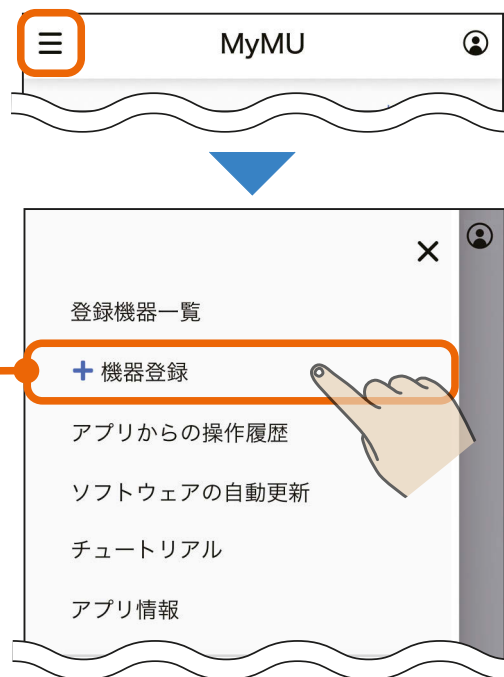 MyMU
登録機器一覧
+ 機器登録
アプリからの操作履歴
ソフトウェアの自動更新
チュートリアル
アプリ情報